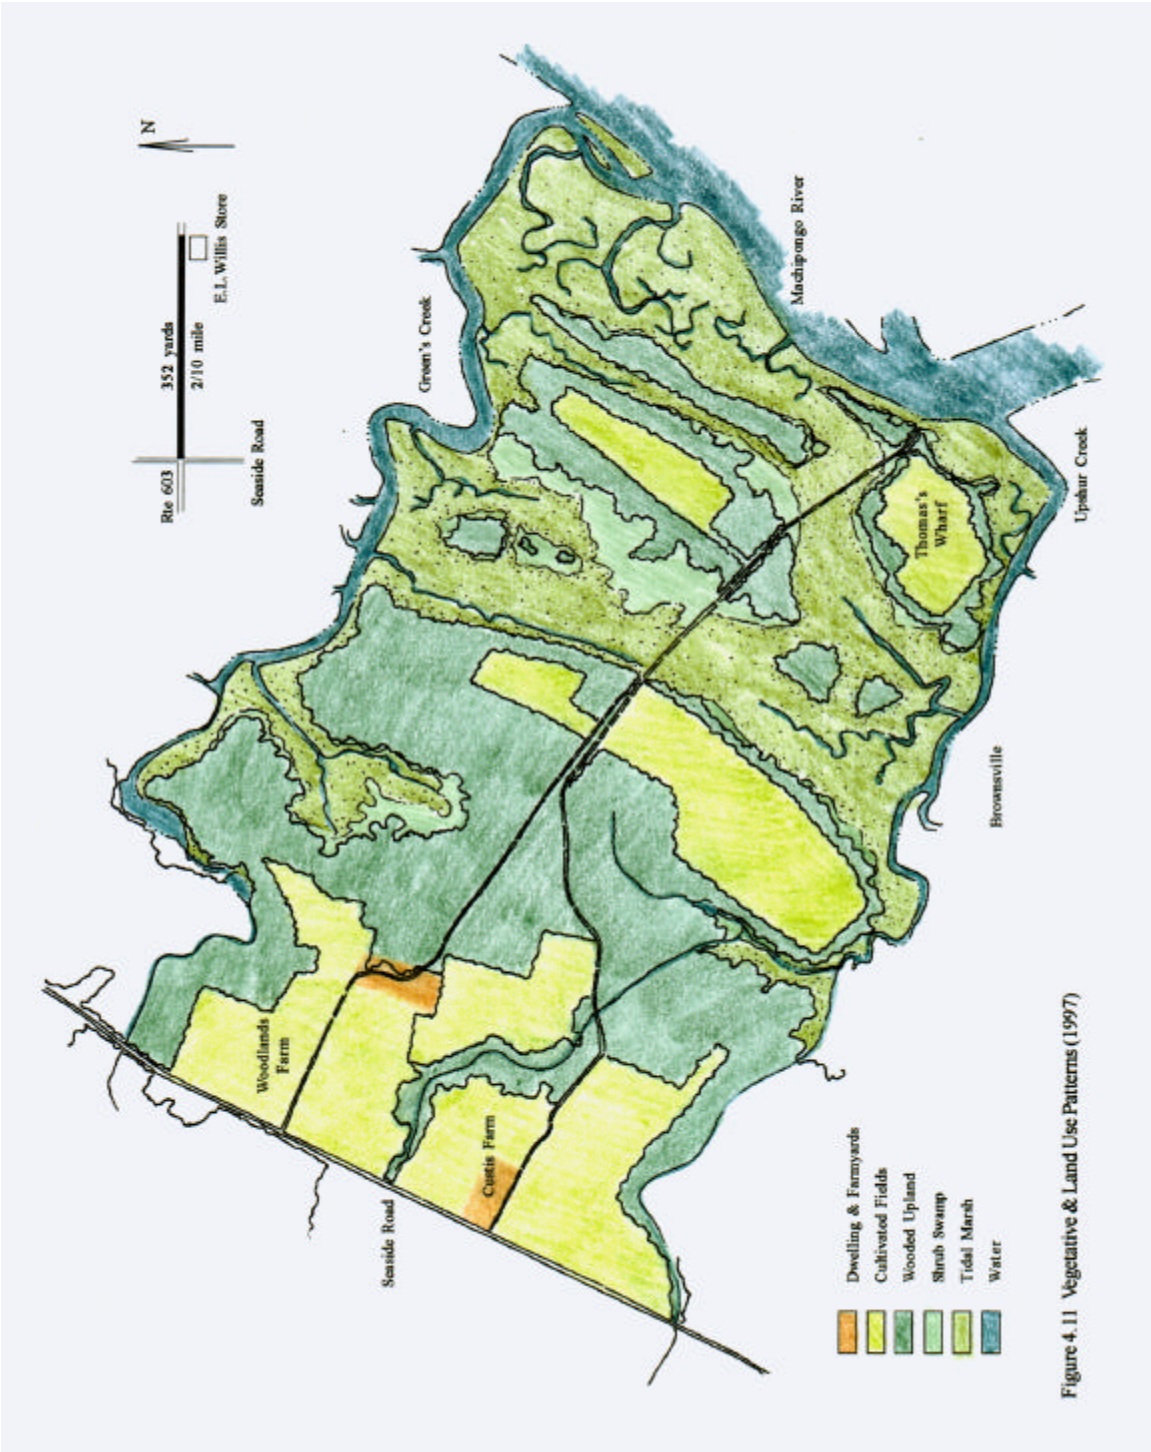 N
352 yards
2/10 mile
Rte 603
E.L. Willis Store
Seaside Road
Green's Creek
Machipongo River
Woodlands
Farm
Thomas's
Wharf
Upshur Creek
Custis Farm
Brownsville
Seaside Road
Dwelling & Farmyards
Cultivated Fields
Wooded Upland
Shrub Swamp
Tidal Marsh
Water
Figure 4.11 Vegetative & Land Use Patterns (1997)